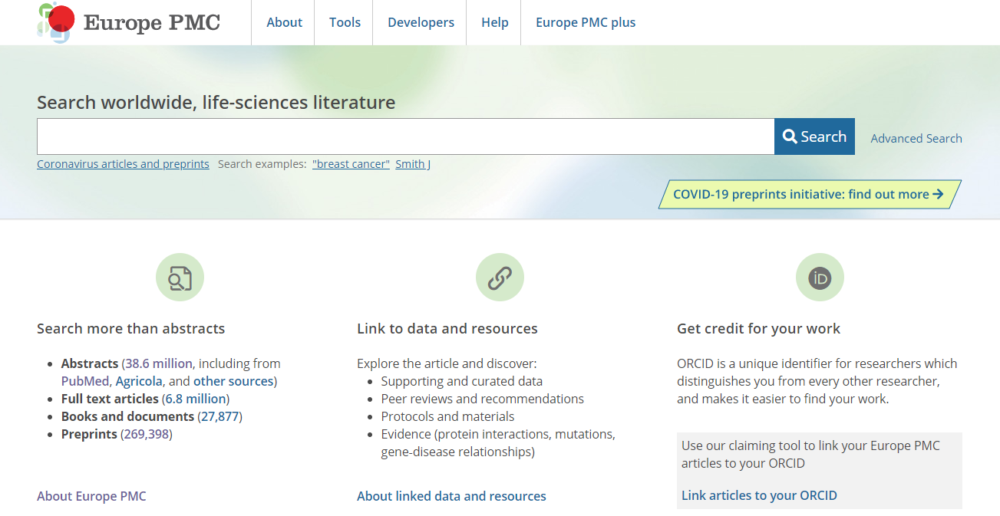 Europe PMC
About
Tools
Developers
Help
Europe PMC plus
Search worldwide, life-sciences literature
Search
Advanced Search
Coronavirus articles and preprints Search examples: "breast cancer" Smith J
COVID-19 preprints initiative: find out more
iD
Search more than abstracts
Abstracts (38.6 million, including from
PubMed, Agricola, and other sources)
Full text articles (6.8 million)
Books and documents (27,877)
Preprints (269,398)
About Europe PMC
Link to data and resources
Explore the article and discover:
Supporting and curated data
Peer reviews and recommendations
Protocols and materials
Evidence (protein interactions, mutations,
gene-disease relationships)
About linked data and resources
Get credit for your work
ORCID is a unique identifier for researchers which
distinguishes you from every other researcher,
and makes it easier to find your work.
Use our claiming tool to link your Europe PMC
articles to your ORCID
Link articles to your ORCID